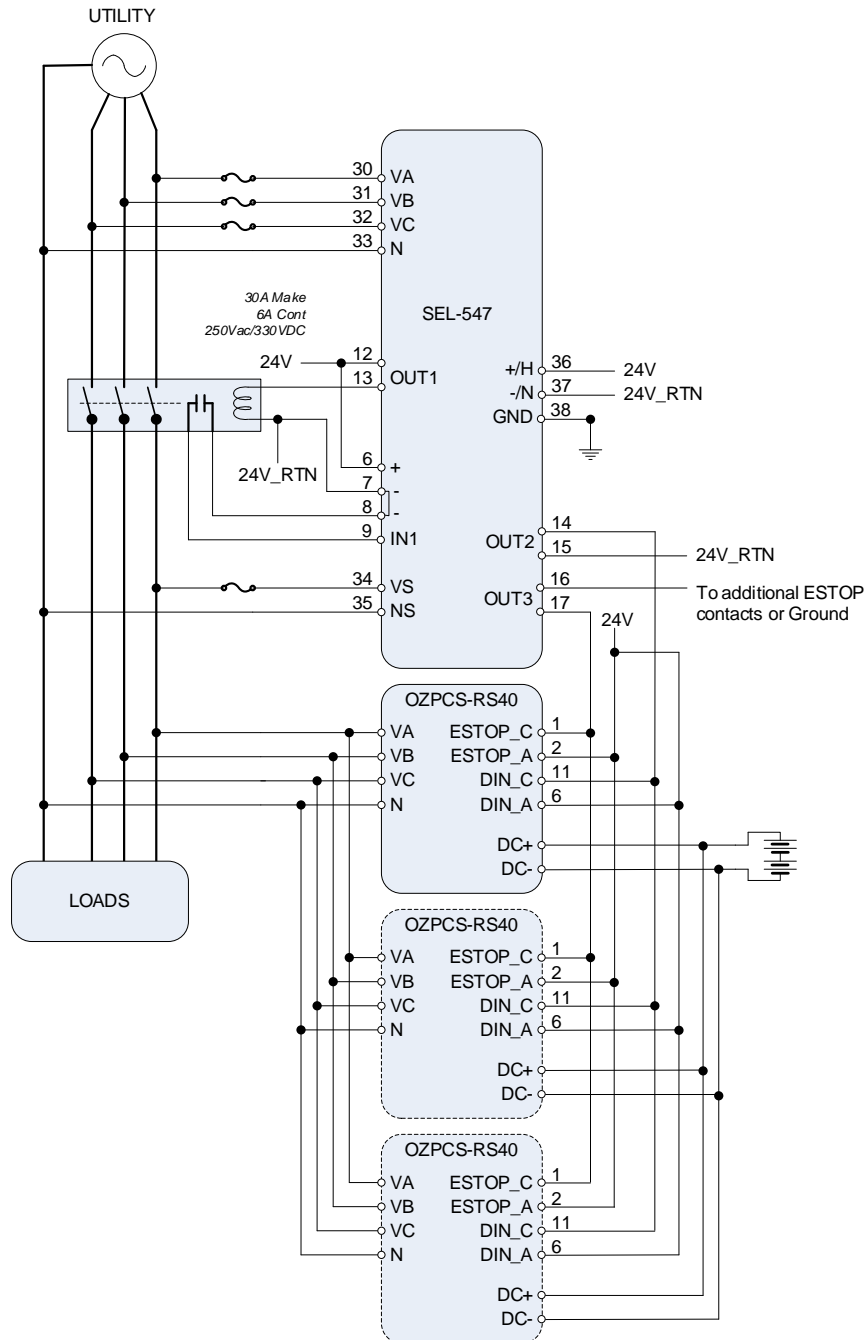 UTILITY
30
VA
31
VB
32
VC
33
N
30A Make
6A Cont
250Vac/330VDC
SEL-547
24V
12
13
OUT1
+/H
36
24V
-/N
37
24V_RTN
GND
38
24V_RTN
6
+
7
-
8
-
9
IN1
14
OUT2
15
24V_RTN
34
VS
35
NS
16
OUT3
17
To additional ESTOP
contacts or Ground
24V
OZPCS-RS40
VA
ESTOP_C
1
VB
ESTOP_A
2
VC
DIN_C
11
N
DIN_A
6
DC+
DC-
LOADS
OZPCS-RS40
VA
ESTOP_C
1
VB
ESTOP_A
2
VC
DIN_C
11
N
DIN_A
6
DC+
DC-
OZPCS-RS40
VA
ESTOP_C
1
VB
ESTOP_A
2
VC
DIN_C
11
N
DIN_A
6
DC+
DC-